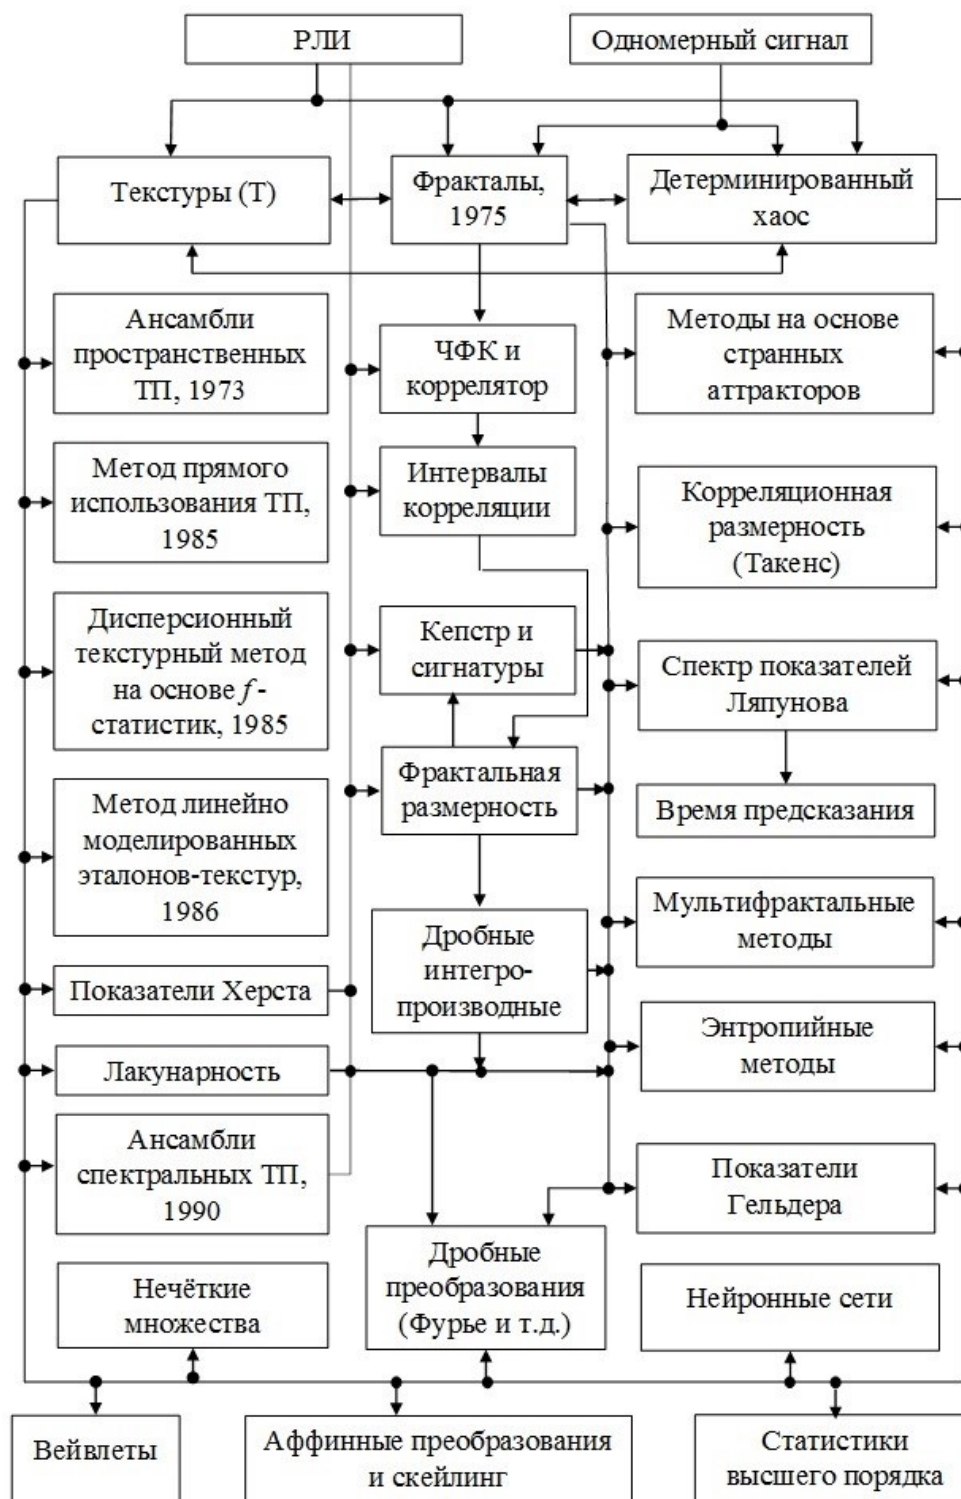 РЛИ
Одномерный сигнал
Текстуры (Т)
Фракталы,
1975
Детерминированный
хаос
Ансамбли
пространственных
ТП, 1973
ЧФК и
коррелятор
Методы на основе
странных
аттракторов
Метод прямого
использования ТП,
1985
Интервалы
корреляции
Корреляционная
размерность
(Такенс)
Дисперсионный
текстурный метод
на основе f-
статистик, 1985
Кепстр и
сигнатуры
Спектр показателей
Ляпунова
Метод линейно
моделированных
эталонов-текстур,
1986
Фрактальная
размерность
Время предсказания
Дробные
интегро-
производные
Мультифрактальные
методы
Показатели Херста
Энтропийные
методы
Лакунарность
Ансамбли
спектральных ТП,
1990
Показатели
Гельдера
Дробные
преобразования
(Фурье и т.д.)
Нечёткие
множества
Нейронные сети
Вейвлеты
Аффинные преобразования
и скейлинг
Статистики
высшего порядка